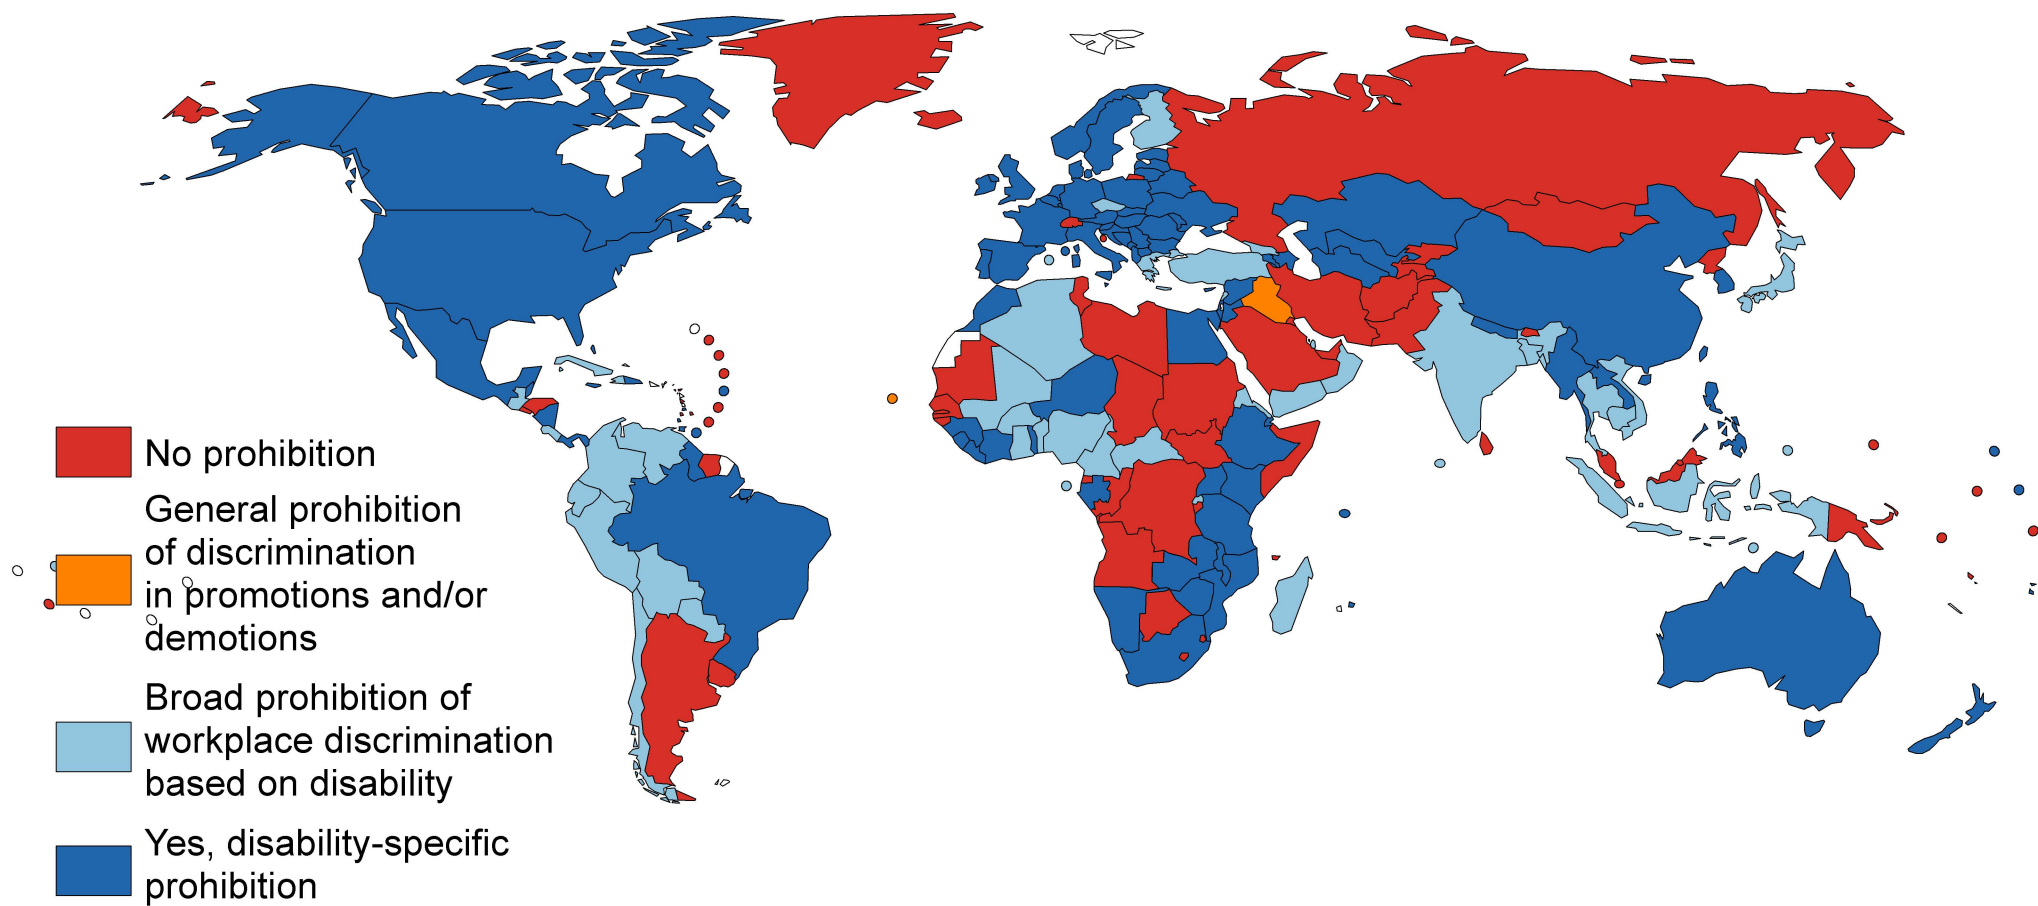 No prohibition
General prohibition
of discrimination
in promotions and/or
demotions
Broad prohibition of
workplace discrimination
based on disability
Yes, disability-specific
prohibition